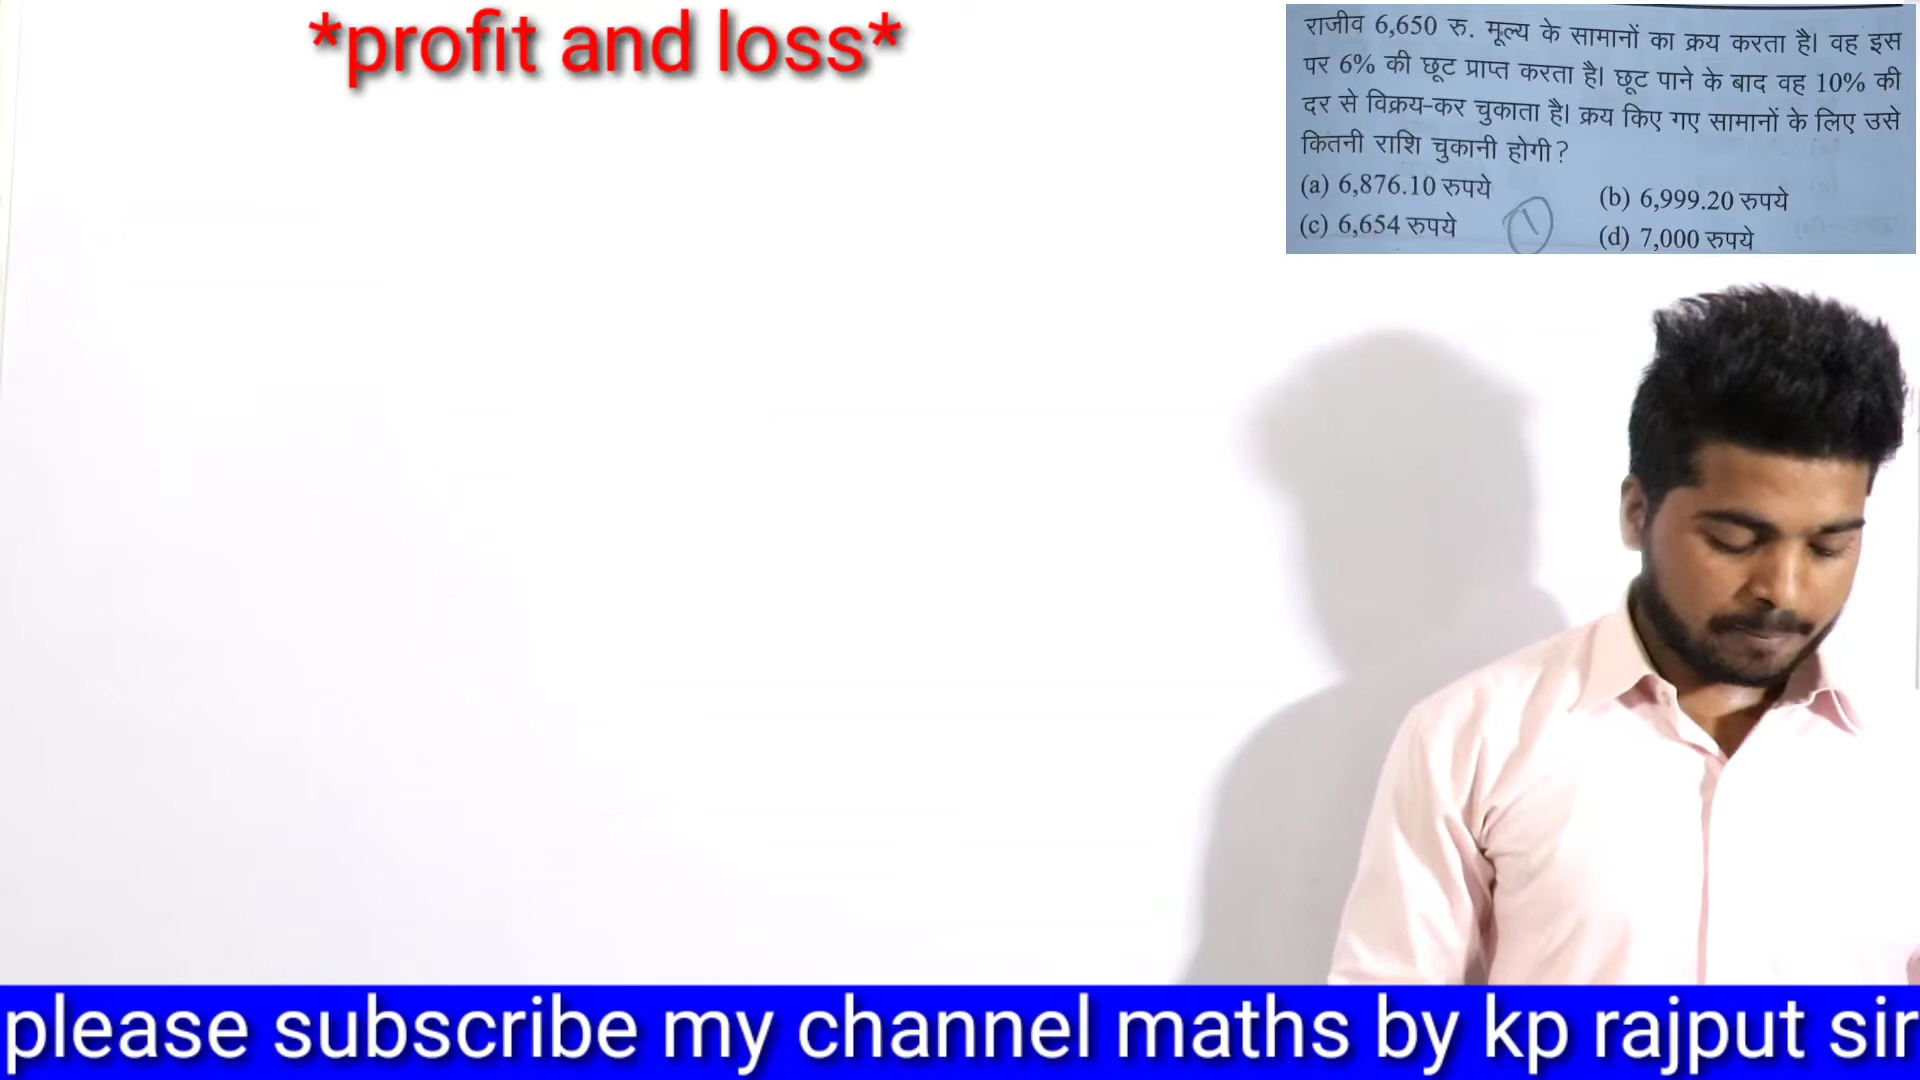 *profit and loss*
राजीव 6,650 रु. मूल्य के सामानों का क्रय करता है। वह इस
पर 6% की छूट प्राप्त करता है। छूट पाने के बाद वह 10% की
दर से विक्रय-कर चुकाता है। क्रय किए गए सामानों के लिए उसे
कितनी राशि चुकानी होगी?
(a) 6,876.10 रुपये (b) 6,999.20 रुपये
(c) 6,654 रुपये (d) 7,000 रुपये
please subscribe my channel maths by kp rajput sir